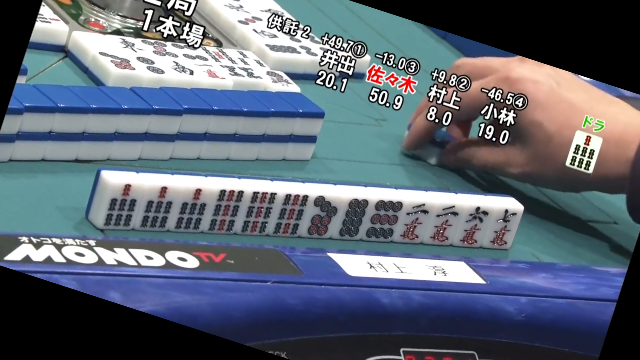 局
1本場
供託 2
+49.7①
井出
20.1
-13.0③
佐々木
50.9
+9.8②
村上
8.0
-46.5④
小林
19.0
ドラ
オトコを満たす
MONDO TV
村上 淳